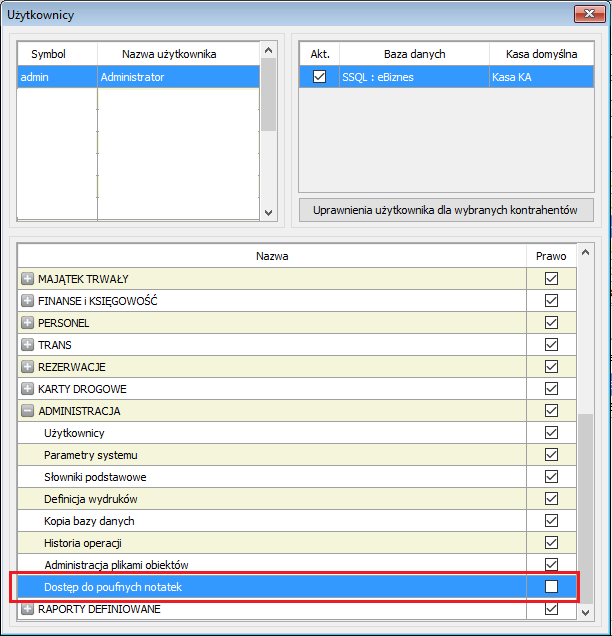 Użytkownicy
Symbol Nazwa użytkownika
admin Administrator
Akt. Baza danych Kasa domyślna
SSQL : eBiznes Kasa KA
Uprawnienia użytkownika dla wybranych kontrahentów
Nazwa Prawo
MAJĄTEK TRWAŁY
FINANSE i KSIĘGOWOŚĆ
PERSONEL
TRANS
REZERWACJE
KARTY DROGOWE
ADMINISTRACJA
Użytkownicy
Parametry systemu
Słowniki podstawowe
Definicja wydruków
Kopia bazy danych
Historia operacji
Administracja plikami obiektów
Dostęp do poufnych notatek
RAPORTY DEFINIOWANE